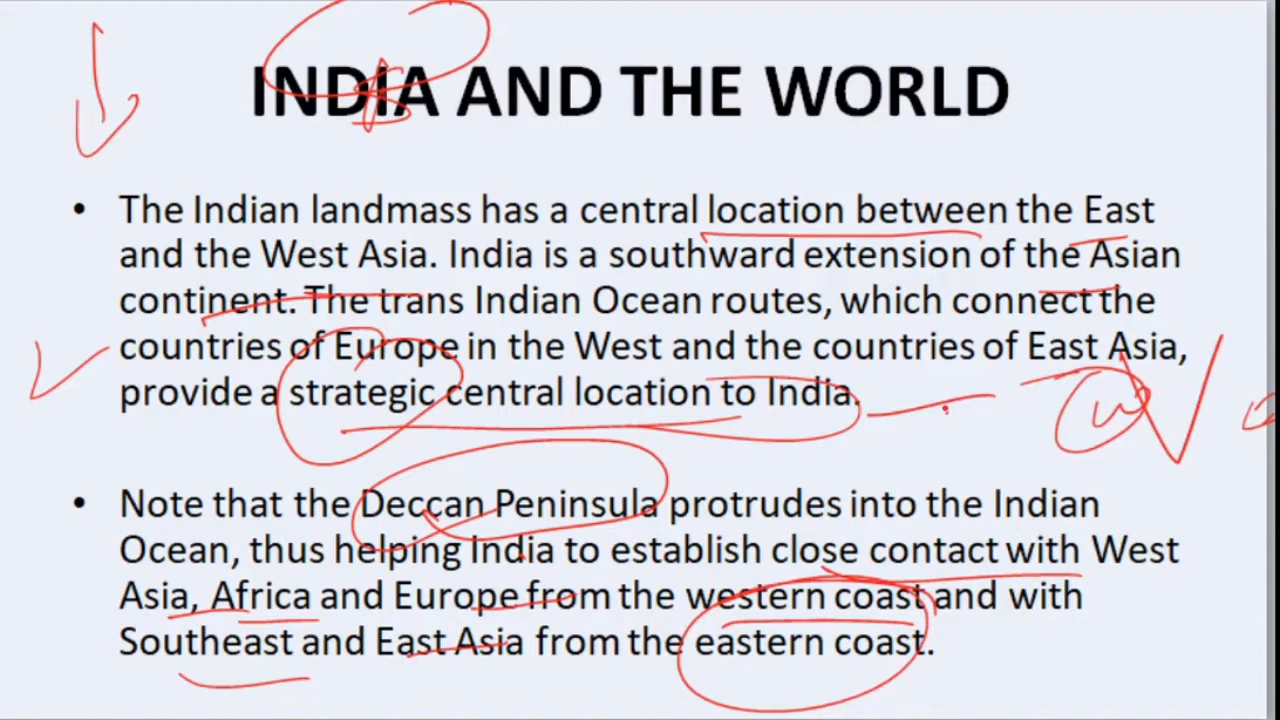 INDIA AND THE WORLD
• The Indian landmass has a central location between the East
and the West Asia. India is a southward extension of the Asian
continent. The trans Indian Ocean routes, which connect the
countries of Europe in the West and the countries of East Asia,
provide a strategic central location to India.
• Note that the Deccan Peninsula protrudes into the Indian
Ocean, thus helping India to establish close contact with West
Asia, Africa and Europe from the western coast and with
Southeast and East Asia from the eastern coast.